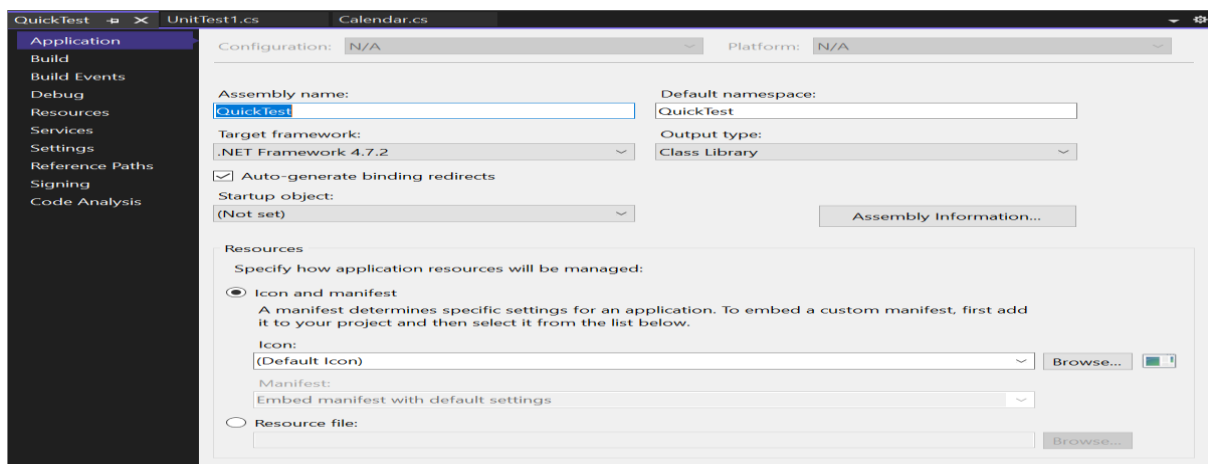 QuickTest UnitTest1.cs Calendar.cs
Application
Build
Build Events
Debug
Resources
Services
Settings
Reference Paths
Signing
Code Analysis
Configuration: N/A Platform: N/A
Assembly name: Default namespace:
QuickTest QuickTest
Target framework: Output type:
.NET Framework 4.7.2 Class Library
Auto-generate binding redirects
Startup object:
(Not set) Assembly Information...
Resources
Specify how application resources will be managed:
Icon and manifest
A manifest determines specific settings for an application. To embed a custom manifest, first add
it to your project and then select it from the list below.
Icon:
(Default Icon) Browse...
Manifest:
Embed manifest with default settings
Resource file:
Browse...